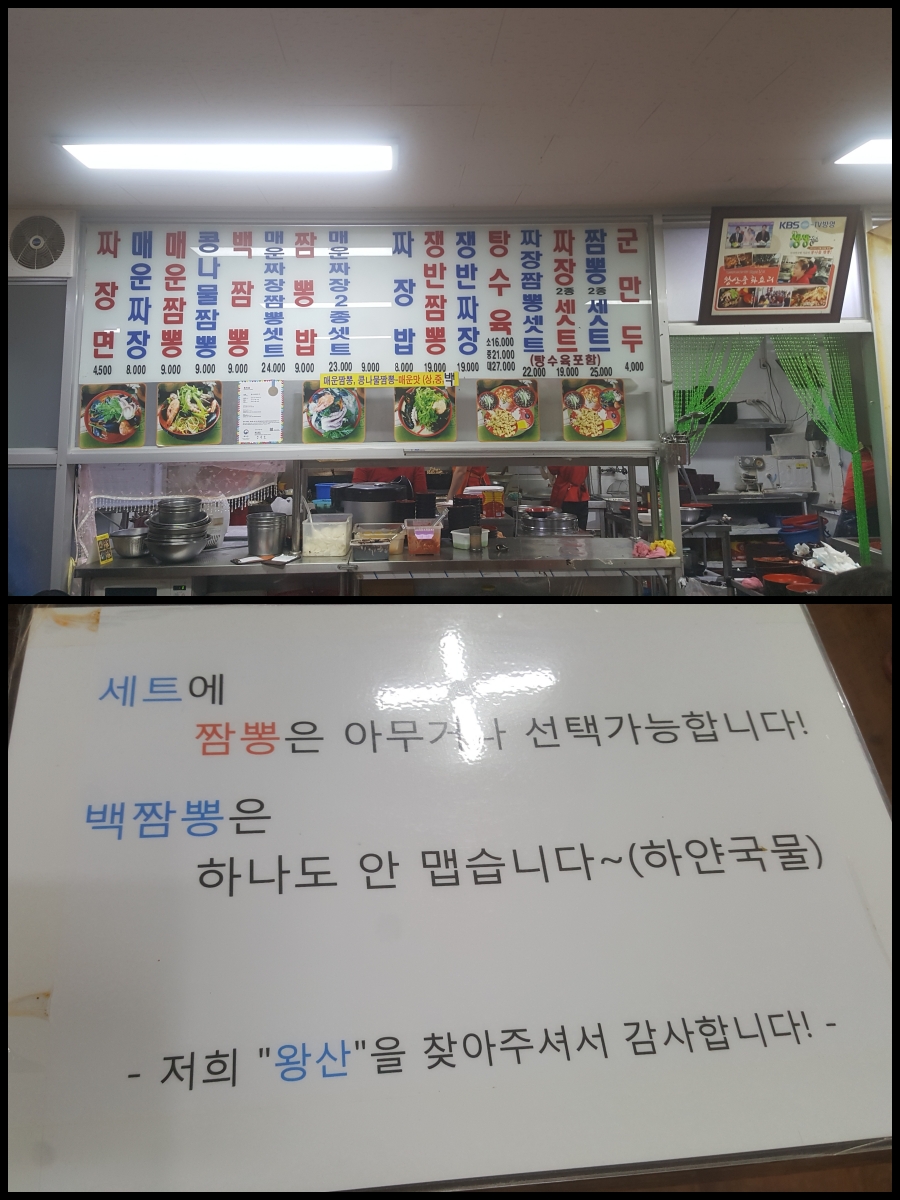 짜장면 4,500
매운짜장 8.000
매운짬뽕 9.000
콩나물짬뽕 9.000
백짬뽕 9.000
매운짜장짬뽕셋트 24.000
짬뽕밥 9.000
매운짜장2종셋트 23.000
9.000
짜장밥 8.000
쟁반짬뽕 19.000
쟁반짜장 19.000
탕수육 소16.000
중21.000
대27.000
짜장짬뽕셋트 22.000
짜장2종세스트 19.000
짬뽕2종세스트 25.000
(탕수육포함)
군만두 4,000
매운짬뽕, 콩나물짬뽕-매운맛 (상,중,백
KBS TV방영
세트에
짬뽕은 아무거나 선택가능합니다!
백짬뽕은
하나도 안 맵습니다~(하얀국물)
- 저희 "왕산"을 찾아주셔서 감사합니다! -